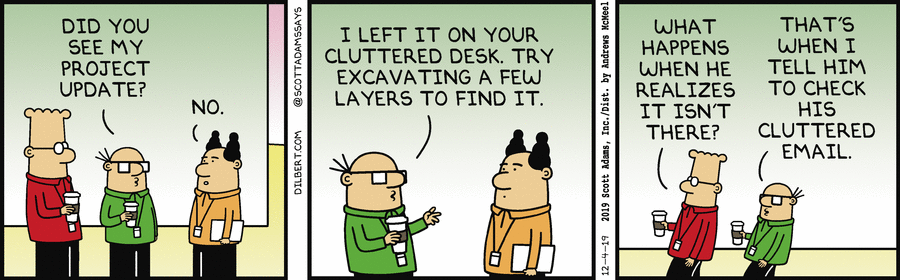 DID YOU
SEE MY
PROJECT
UPDATE?
NO.
DILBERT.COM @SCOTTADAMSSAYS
I LEFT IT ON YOUR
CLUTTERED DESK. TRY
EXCAVATING A FEW
LAYERS TO FIND IT.
12-4-19 2019 Scott Adams, Inc./Dist. by Andrews McMeel
WHAT
HAPPENS
WHEN HE
REALIZES
IT ISN'T
THERE?
THAT'S
WHEN I
TELL HIM
TO CHECK
HIS
CLUTTERED
EMAIL.